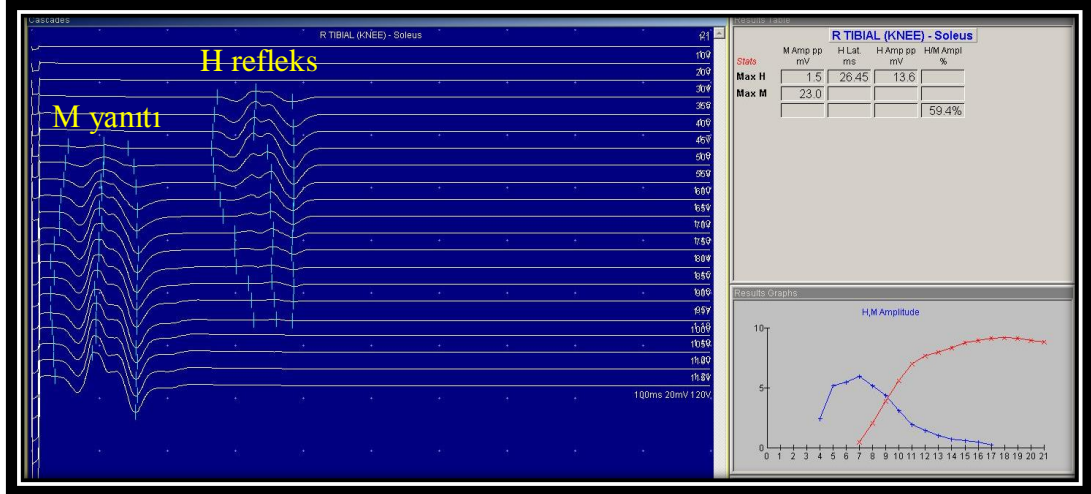 Cascades
R TIBIAL (KNEE) - Soleus
H refleks
M yanıtı
100ms 20mV 120V
Results Table
R TIBIAL (KNEE) - Soleus
Stats M Amp pp mV H Lat. ms H Amp pp mV H/M Ampl %
Max H 1.5 26.45 13.6
Max M 23.0
59.4%
Results Graphs
H,M Amplitude
10
5
0
0 1 2 3 4 5 6 7 8 9 10 11 12 13 14 15 16 17 18 19 20 21